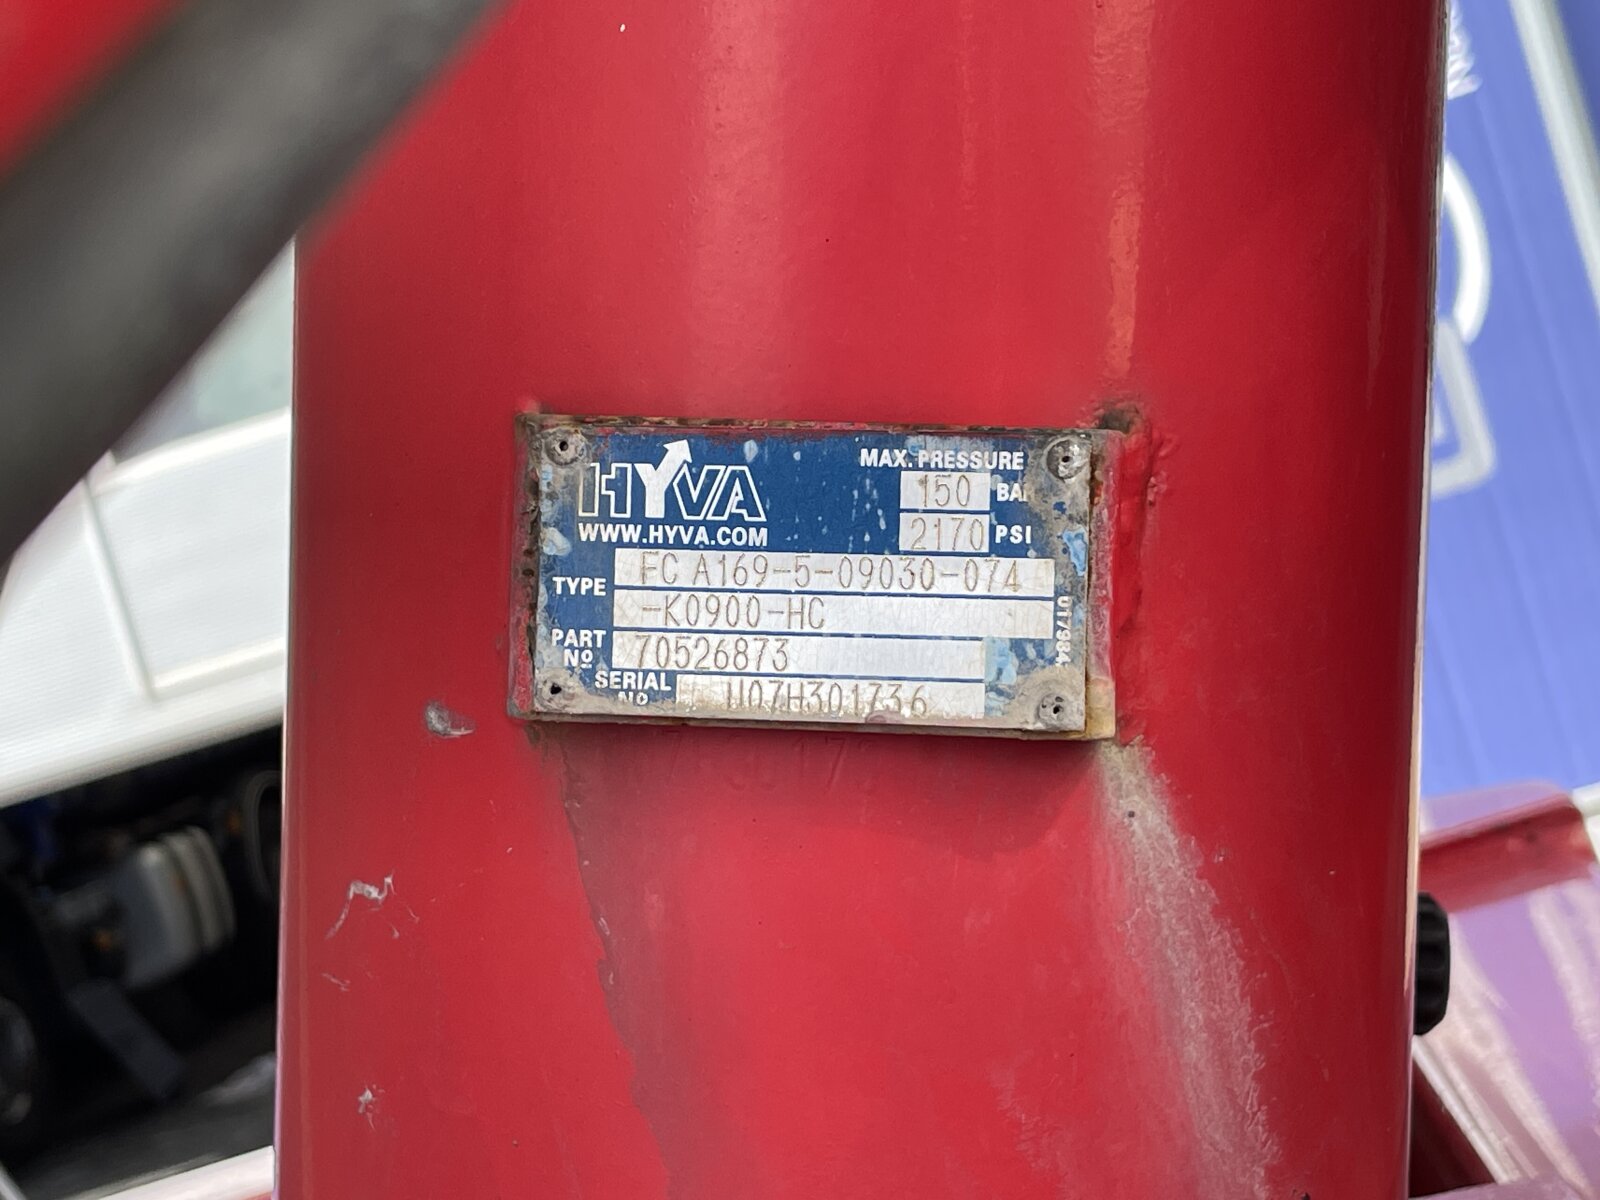 HYVA
WWW.HYVA.COM
MAX. PRESSURE
150 BAR
2170 PSI
TYPE FC A169-5-09030-074
-K0900-HC
PART Nº 70526873
SERIAL Nº U07H301736
017984